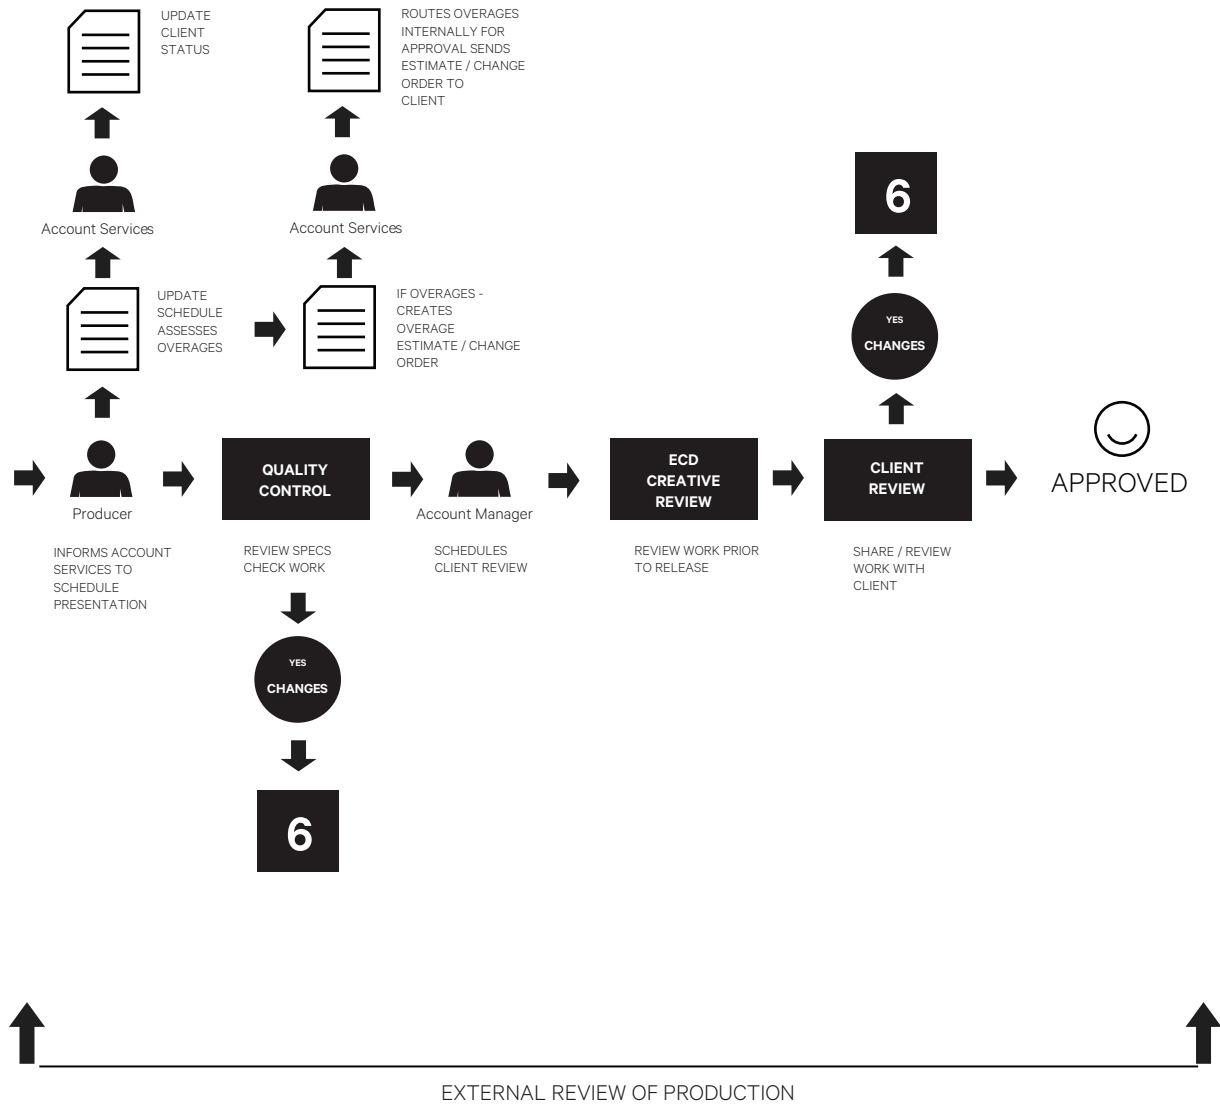 UPDATE
CLIENT
STATUS
ROUTES OVERAGES
INTERNALLY FOR
APPROVAL SENDS
ESTIMATE / CHANGE
ORDER TO
CLIENT
Account Services
Account Services
6
UPDATE
SCHEDULE
ASSESSES
OVERAGES
IF OVERAGES -
CREATES
OVERAGE
ESTIMATE / CHANGE
ORDER
YES
CHANGES
Producer
QUALITY
CONTROL
Account Manager
ECD
CREATIVE
REVIEW
CLIENT
REVIEW
APPROVED
INFORMS ACCOUNT
SERVICES TO
SCHEDULE
PRESENTATION
REVIEW SPECS
CHECK WORK
SCHEDULES
CLIENT REVIEW
REVIEW WORK PRIOR
TO RELEASE
SHARE / REVIEW
WORK WITH
CLIENT
YES
CHANGES
6
EXTERNAL REVIEW OF PRODUCTION